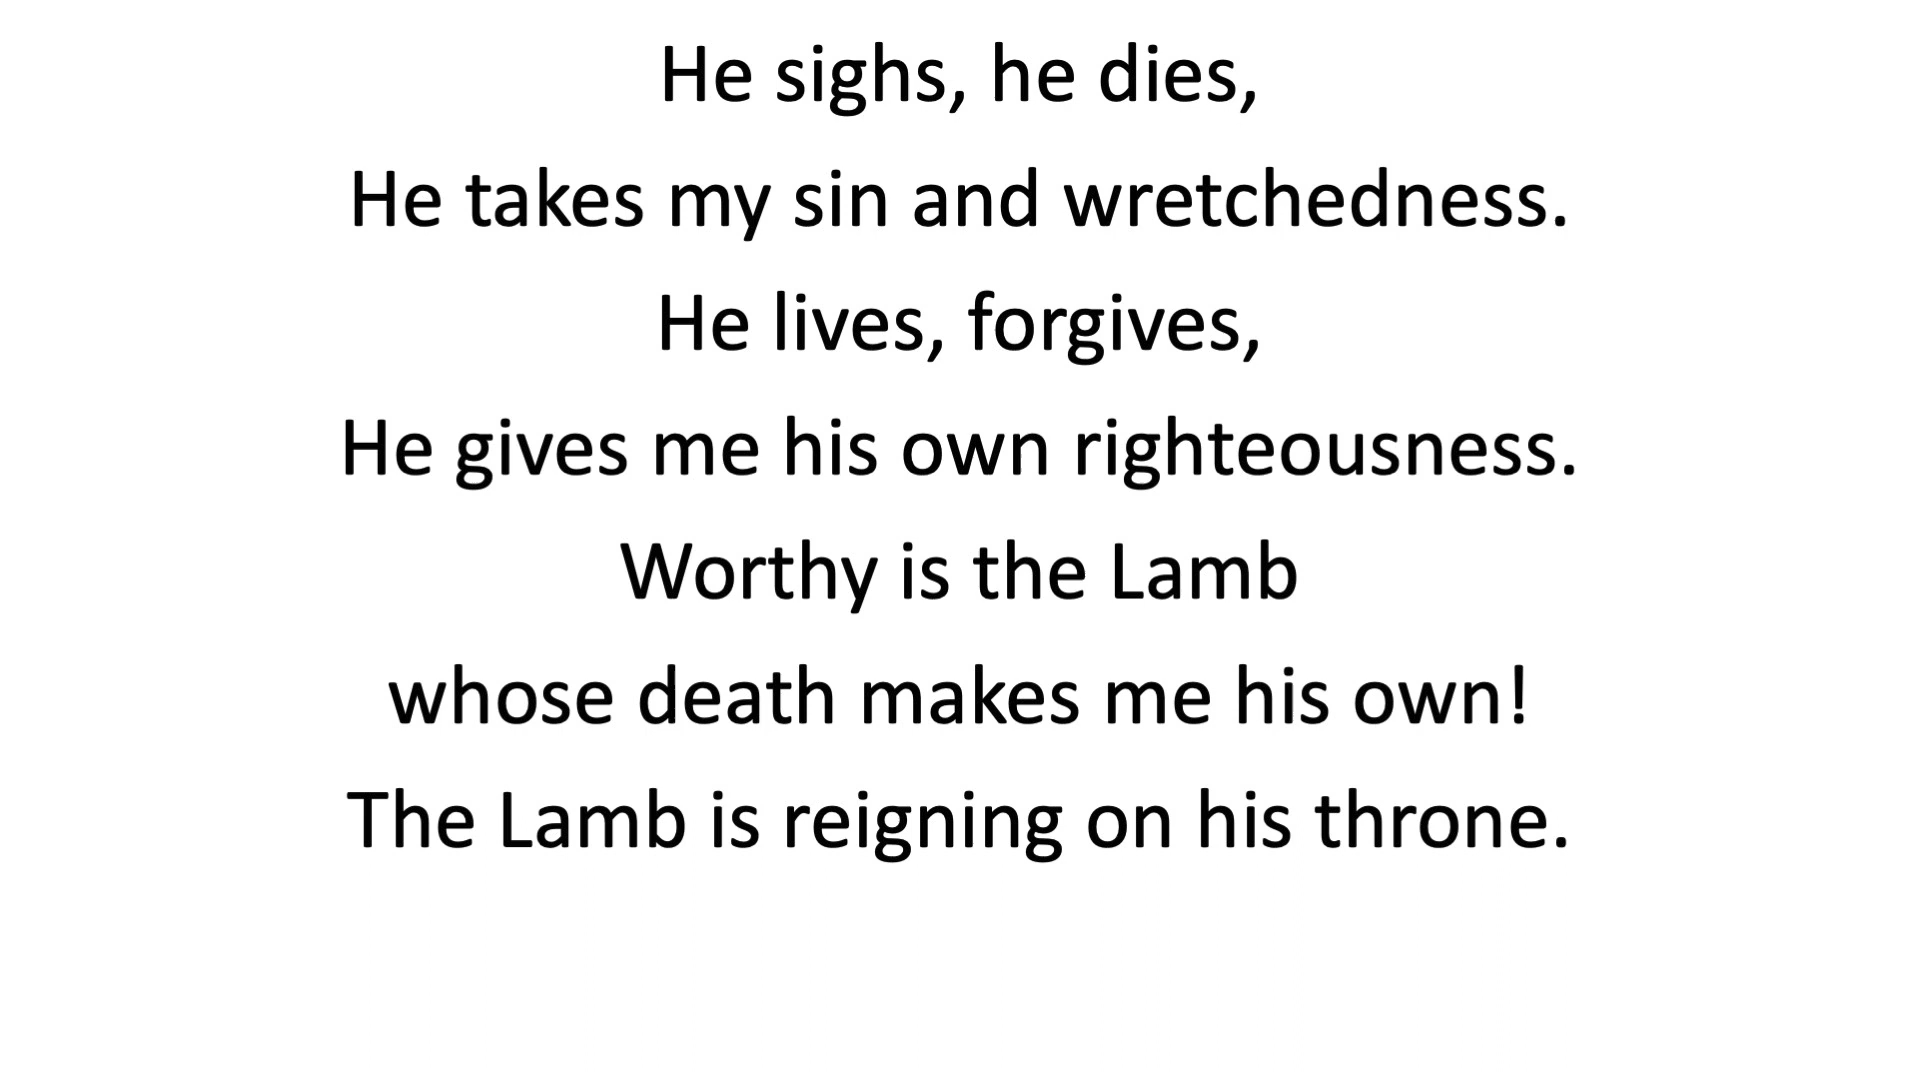 He sighs, he dies,
He takes my sin and wretchedness.
He lives, forgives,
He gives me his own righteousness.
Worthy is the Lamb
whose death makes me his own!
The Lamb is reigning on his throne.